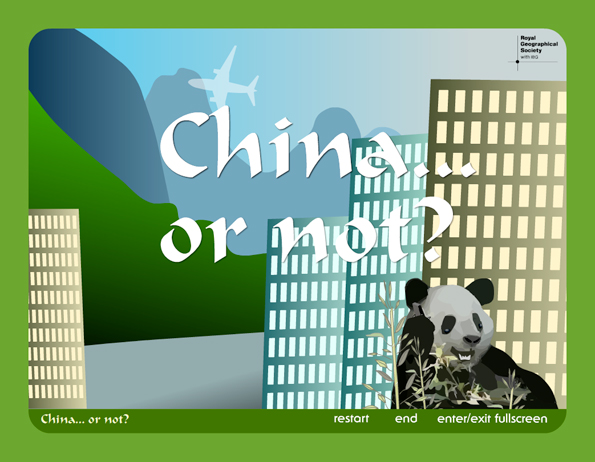 Royal
Geographical
Society
with IBG
China...
or not?
China... or not?
restart end enter/exit fullscreen